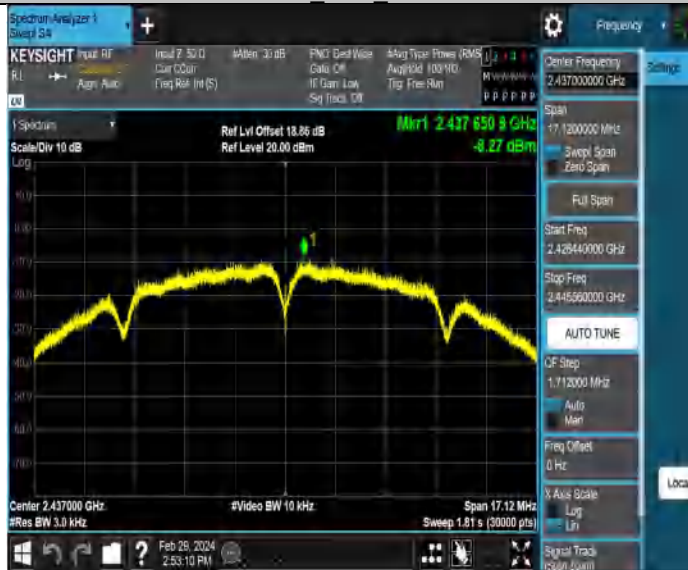 Spectrum Analyzer 1
Swept SA
+
Frequency
KEYSIGHT Input: RF
R L
Align: Auto
Input Z: 50 Ω
Corr CCorr
Freq Ref: Int (S)
#Atten: 30 dB
PNO: Best Wide
Gate: Off
IF Gain: Low
Sig Track: Off
#Avg Type: Power (RMS
Avg|Hold: 100/100
Trig: Free Run
P P P P P
1 Spectrum
Scale/Div 10 dB
Log
Ref Lvl Offset 18.86 dB
Ref Level 20.00 dBm
Mkr1 2.437 650 9 GHz
-8.27 dBm
1
Center 2.437000 GHz
#Res BW 3.0 kHz
#Video BW 10 kHz
Span 17.12 MHz
Sweep 1.81 s (30000 pts)
Feb 29, 2024
2:53:10 PM
Center Frequency
2.437000000 GHz
Settings
Span
17.1200000 MHz
Swept Span
Zero Span
Full Span
Start Freq
Stop Freq
2.445560000 GHz
AUTO TUNE
CF Step
1.712000 MHz
Auto
Man
Freq Offset
0 Hz
X Axis Scale
Log
Lin
Loca
Signal Track